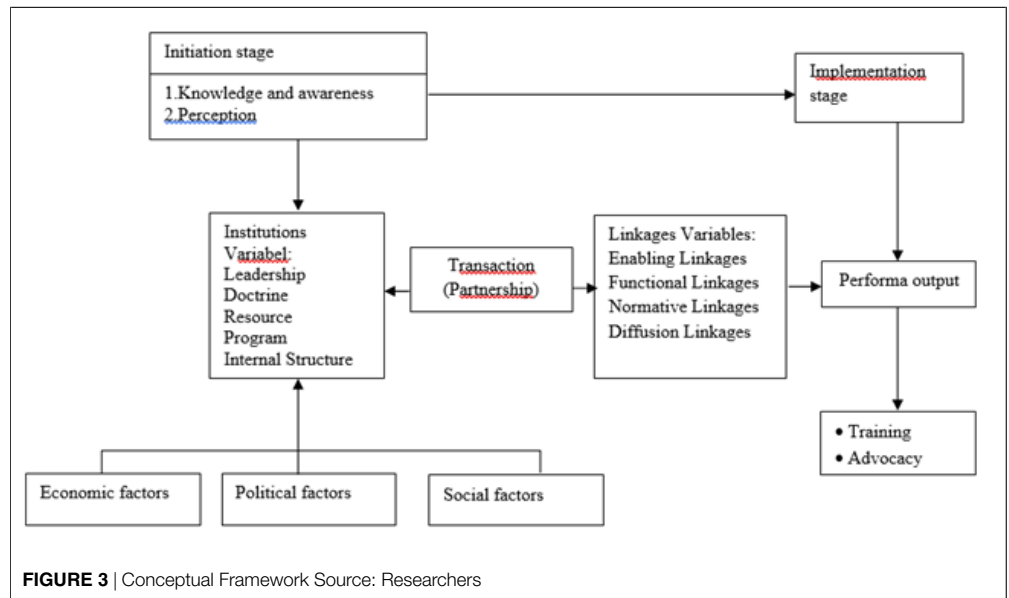 Initiation stage
1.Knowledge and awareness
2.Perception
Implementation
stage
Institutions
Variabel:
Leadership
Doctrine
Resource
Program
Internal Structure
Transaction
(Partnership)
Linkages Variables:
Enabling Linkages
Functional Linkages
Normative Linkages
Diffusion Linkages
Performa output
• Training
• Advocacy
Economic factors
Political factors
Social factors
FIGURE 3 | Conceptual Framework Source: Researchers